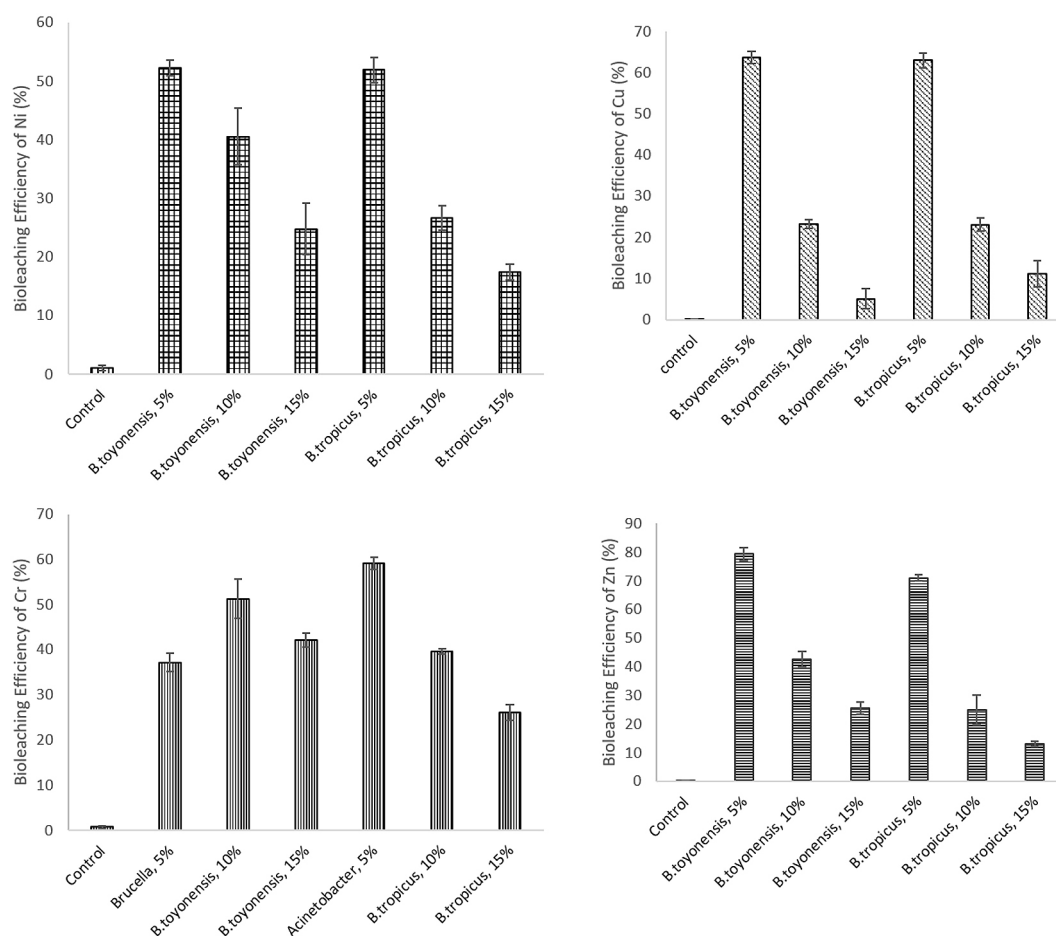 60
50
40
30
20
10
0
Bioleaching Efficiency of Ni (%)
Control
B.toyonensis, 5%
B.toyonensis, 10%
B.toyonensis, 15%
B.tropicus, 5%
B.tropicus, 10%
B.tropicus, 15%
70
60
50
40
30
20
10
0
Bioleaching Efficiency of Cu (%)
control
B.toyonensis, 5%
B.toyonensis, 10%
B.toyonensis, 15%
B.tropicus, 5%
B.tropicus, 10%
B.tropicus, 15%
70
60
50
40
30
20
10
0
Bioleaching Efficiency of Cr (%)
Control
Brucella, 5%
B.toyonensis, 10%
B.toyonensis, 15%
Acinetobacter, 5%
B.tropicus, 10%
B.tropicus, 15%
90
80
70
60
50
40
30
20
10
0
Bioleaching Efficiency of Zn (%)
Control
B.toyonensis, 5%
B.toyonensis, 10%
B.toyonensis, 15%
B.tropicus, 5%
B.tropicus, 10%
B.tropicus, 15%